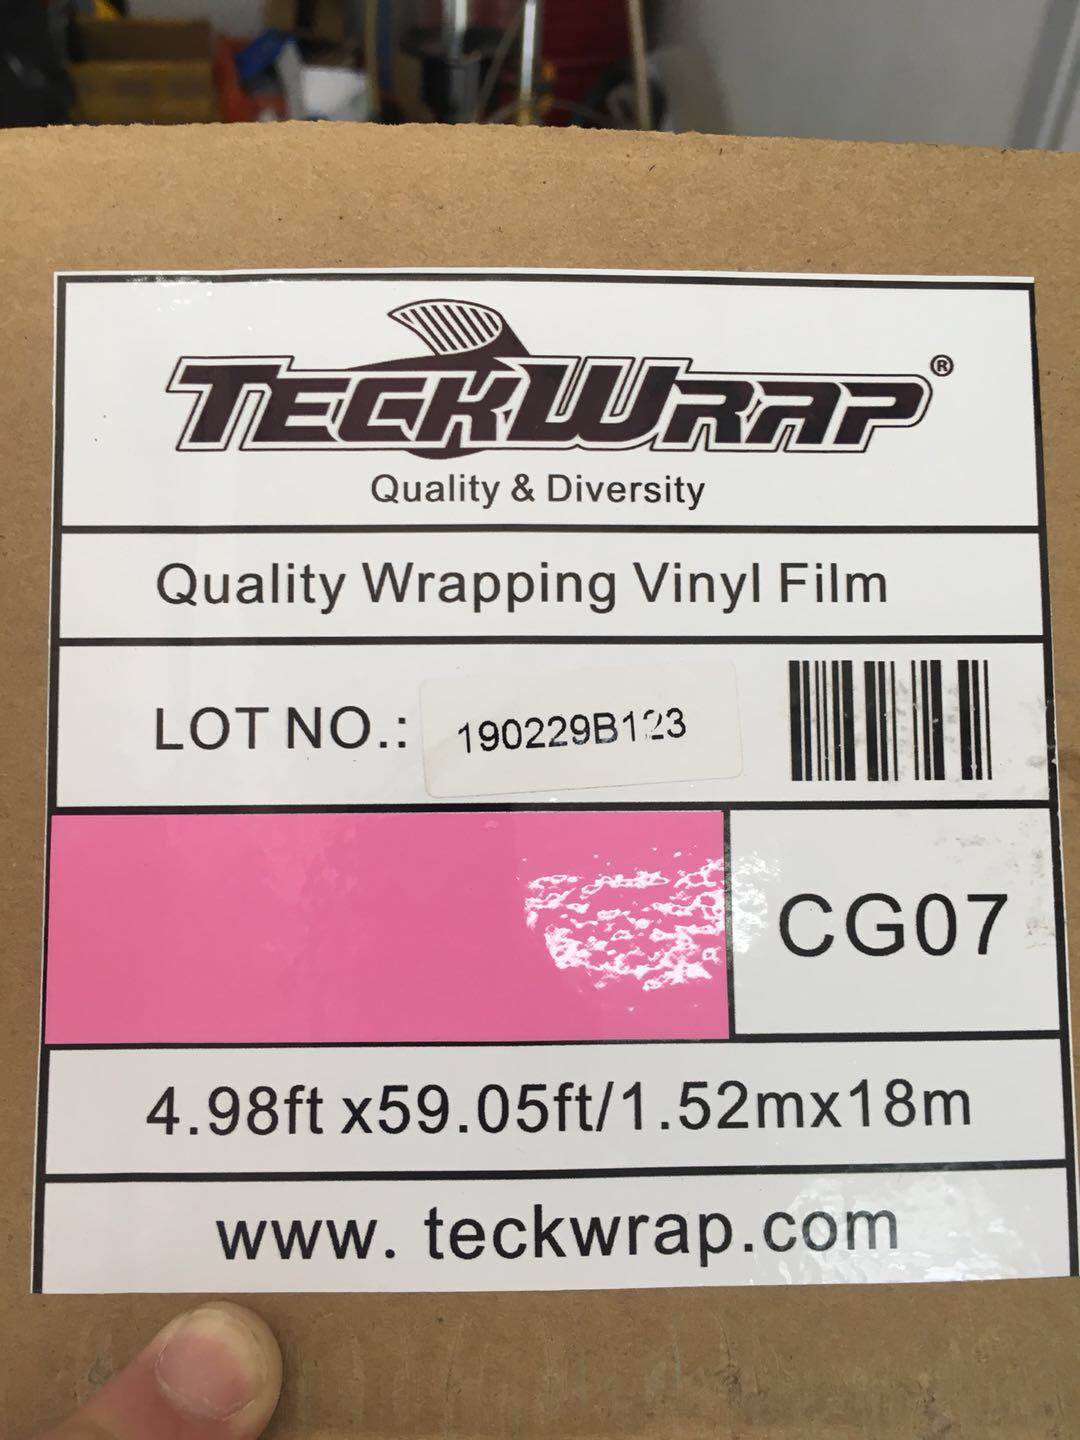 TECKWRAP®
Quality & Diversity
Quality Wrapping Vinyl Film
LOT NO.: 190229B123
CG07
4.98ft x59.05ft/1.52mx18m
www. teckwrap.com